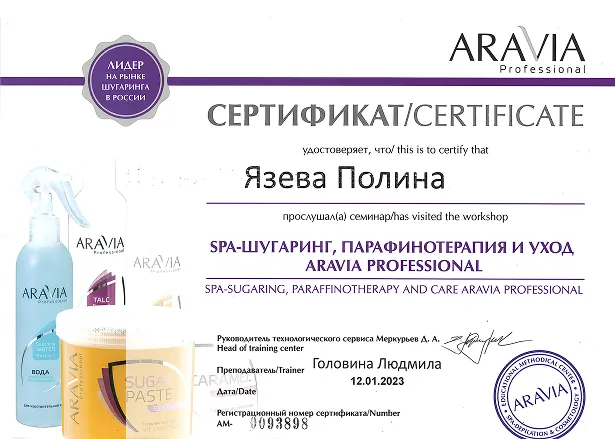 ЛИДЕР
НА РЫНКЕ
ШУГАРИНГА
В РОССИИ
ARAVIA
Professional
СЕРТИФИКАТ/CERTIFICATE
удостоверяет, что/ this is to certify that
Язева Полина
прослушал(а) семинар/has visited the workshop
SPA-ШУГАРИНГ, ПАРАФИНОТЕРАПИЯ И УХОД
ARAVIA PROFESSIONAL
SPA-SUGARING, PARAFFINOTHERAPY AND CARE ARAVIA PROFESSIONAL
Руководитель технологического сервиса Меркурьев Д. А.
Head of training center
Преподаватель/Trainer Головина Людмила
12.01.2023
Дата/Date
Регистрационный номер сертификата/Number
AM- 0093898
EDUCATIONAL METHODICAL CENTER
ARAVIA
SPA-DEPILATION & COSMETOLOGY
ARAVIA
Professional
TALC
ARAVIA
Professional
WATER
ВОДА
ARAVIA
Professional
SUGAR
PASTE
CARAMEL